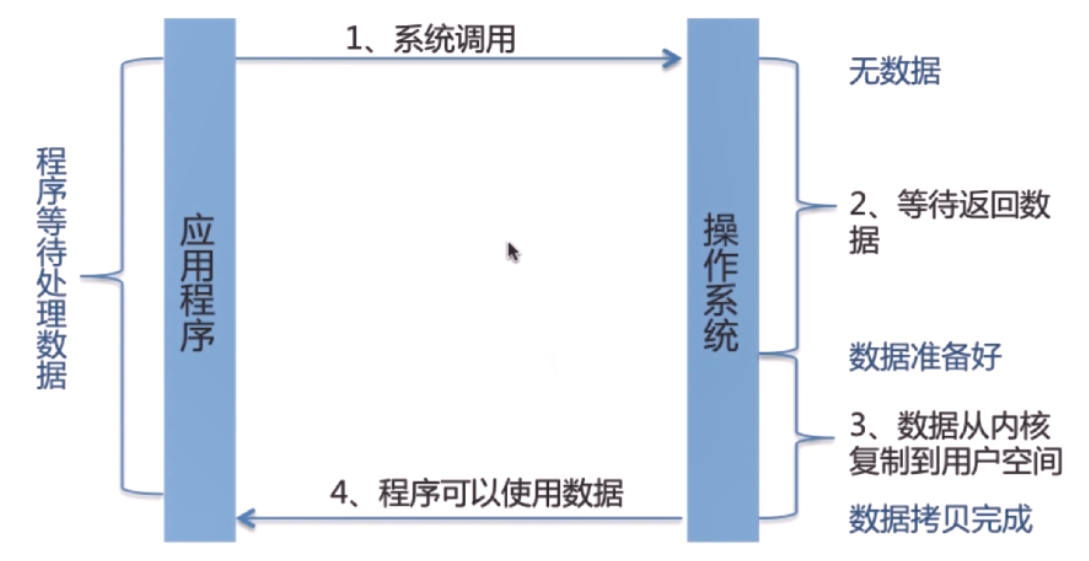 1、系统调用
无数据
程序等待处理数据
应用程序
操作系统
2、等待返回数
据
数据准备好
3、数据从内核
复制到用户空间
4、程序可以使用数据
数据拷贝完成